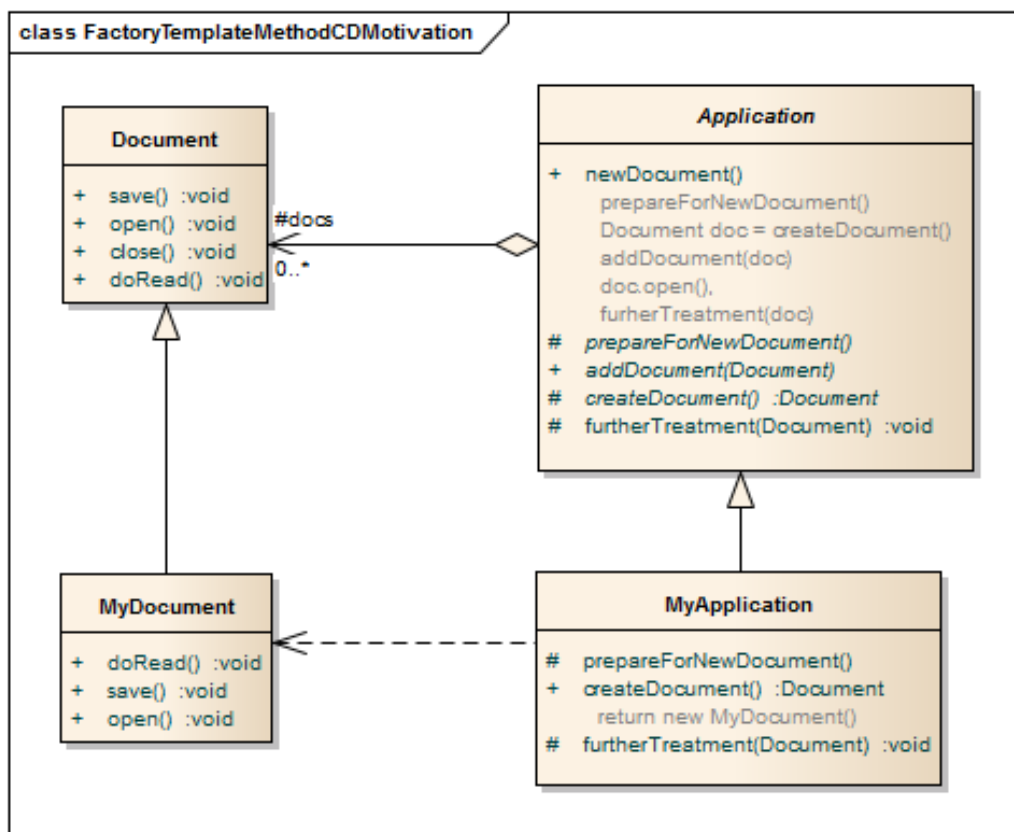 class FactoryTemplateMethodCDMotivation
Document
+ save() :void
+ open() :void
+ close() :void
+ doRead() :void
#docs
0..*
Application
+ newDocument()
prepareForNewDocument()
Document doc = createDocument()
addDocument(doc)
doc.open(),
furherTreatment(doc)
# prepareForNewDocument()
+ addDocument(Document)
# createDocument() :Document
# furtherTreatment(Document) :void
MyDocument
+ doRead() :void
+ save() :void
+ open() :void
MyApplication
# prepareForNewDocument()
+ createDocument() :Document
return new MyDocument()
# furtherTreatment(Document) :void